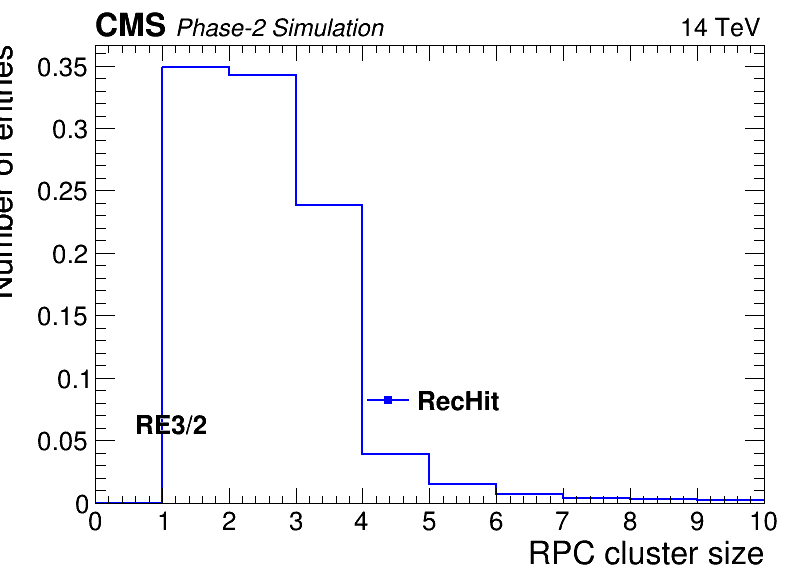 CMS Phase-2 Simulation 14 TeV
Number of entries
0.35
0.3
0.25
0.2
0.15
0.1
0.05
0
RecHit
RE3/2
0 1 2 3 4 5 6 7 8 9 10
RPC cluster size